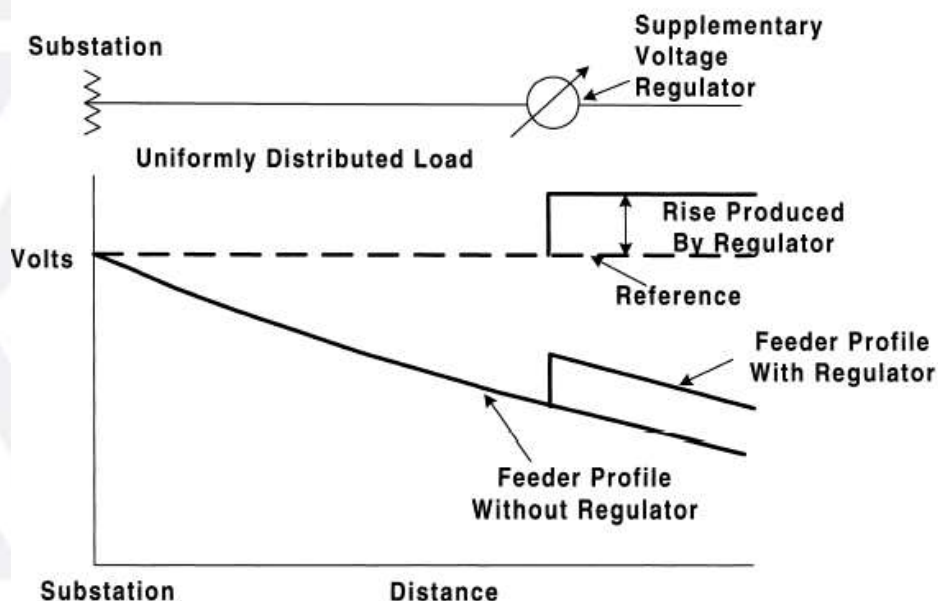 Substation
Supplementary
Voltage
Regulator
Uniformly Distributed Load
Volts
Rise Produced
By Regulator
Reference
Feeder Profile
With Regulator
Feeder Profile
Without Regulator
Substation
Distance